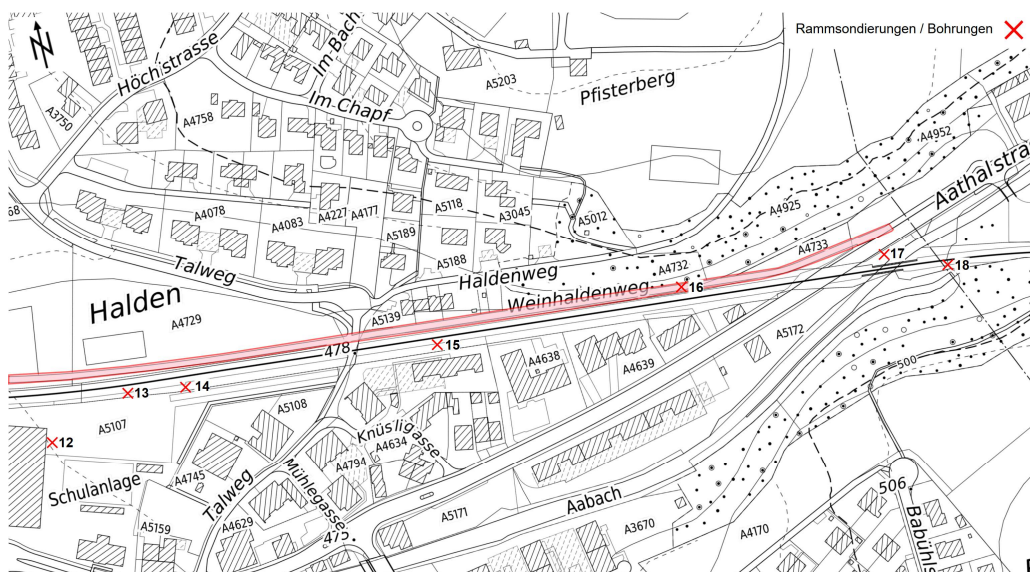 N
Rammsondierungen / Bohrungen
Höchstrasse
Im Bach
Im Chapf
A5203
Pfisterberg
A3750
A4758
A4952
Aathalstra
68
A4078
A4083
A4227
A4177
A5118
A3045
A5012
A4925
A5189
A5188
Talweg
Haldenweg
A4732
A4733
17
18
Halden
Weinhaldenweg
16
A4729
A5139
478
15
A5172
A4638
A4639
500
13
14
A5107
A5108
12
Knüsligasse
A4634
A4794
Schulanlage
A4745
Talweg
Mühlegasse
506
A5159
A4629
475
A5171
Aabach
A3670
A4170
Babühls